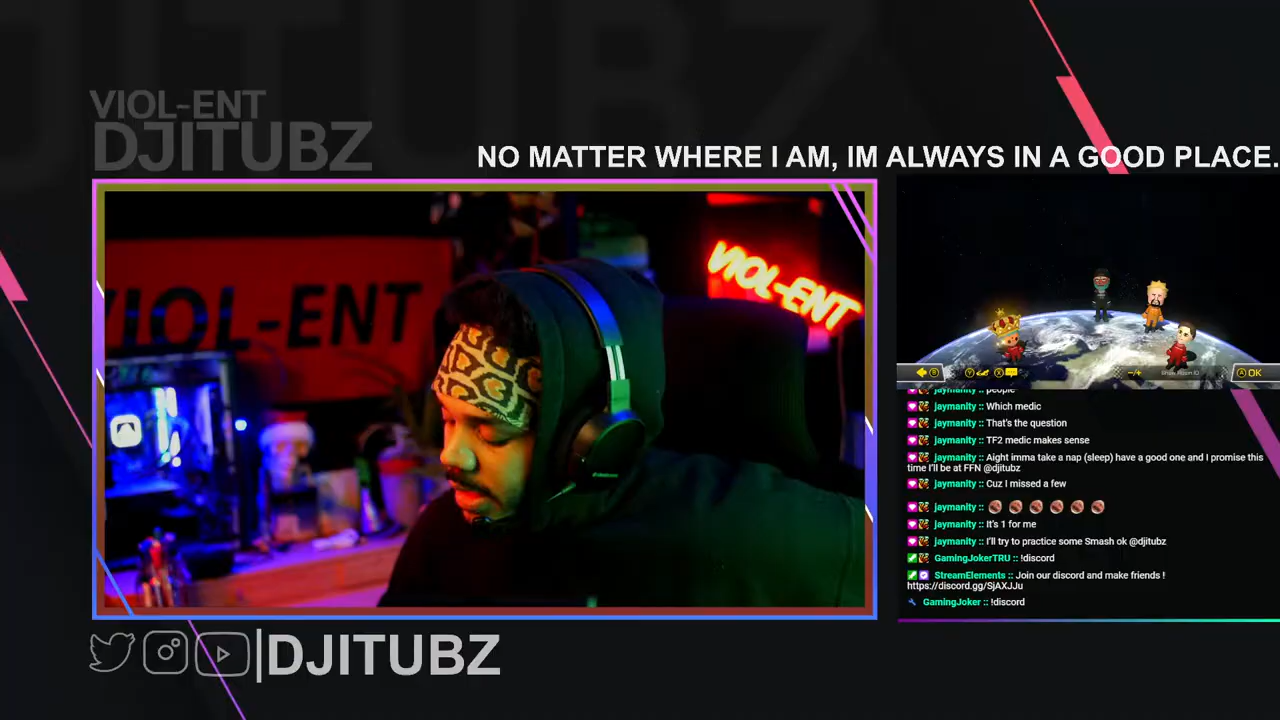 VIOL-ENT
DJITUBZ
NO MATTER WHERE I AM, IM ALWAYS IN A GOOD PLACE.
VIOL-ENT
VIOL-ENT
B
Y
X
-/+
A OK
jaymanity :: people
jaymanity :: Which medic
jaymanity :: That's the question
jaymanity :: TF2 medic makes sense
jaymanity :: Aight imma take a nap (sleep) have a good one and I promise this
time I'll be at FFN @djitubz
jaymanity :: Cuz I missed a few
jaymanity ::
jaymanity :: It's 1 for me
jaymanity :: I'll try to practice some Smash ok @djitubz
GamingJokerTRU :: !discord
StreamElements :: Join our discord and make friends !
https://discord.gg/SjAXJJu
GamingJoker :: !discord
|DJITUBZ